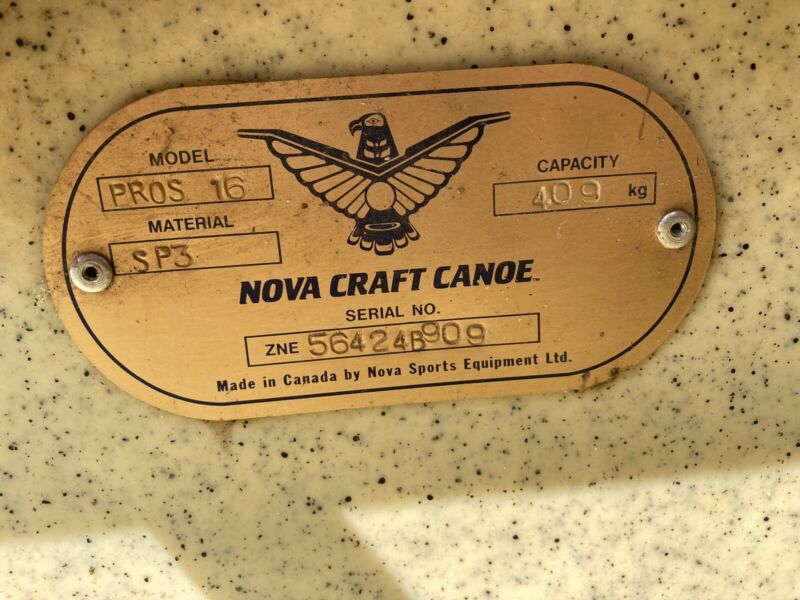 MODEL
PROS 16
MATERIAL
SP3
CAPACITY
409 kg
NOVA CRAFT CANOE™
SERIAL NO.
ZNE 56424B909
Made in Canada by Nova Sports Equipment Ltd.